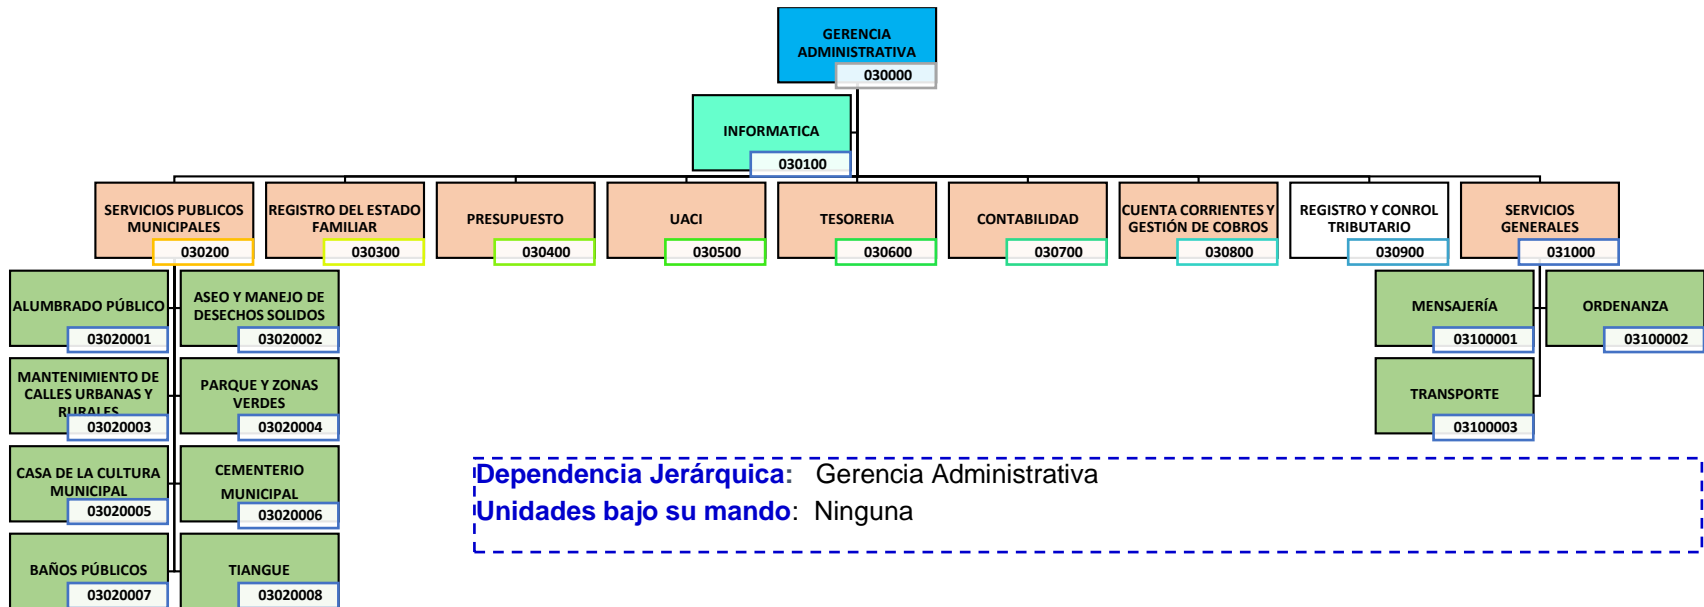 GERENCIA
ADMINISTRATIVA
030000
INFORMATICA
030100
SERVICIOS PUBLICOS
MUNICIPALES
030200
REGISTRO DEL ESTADO
FAMILIAR
030300
PRESUPUESTO
030400
UACI
030500
TESORERIA
030600
CONTABILIDAD
030700
CUENTA CORRIENTES Y
GESTIÓN DE COBROS
030800
REGISTRO Y CONROL
TRIBUTARIO
030900
SERVICIOS
GENERALES
031000
ALUMBRADO PÚBLICO
03020001
ASEO Y MANEJO DE
DESECHOS SOLIDOS
03020002
MANTENIMIENTO DE
CALLES URBANAS Y
RURALES
03020003
PARQUE Y ZONAS
VERDES
03020004
CASA DE LA CULTURA
MUNICIPAL
03020005
CEMENTERIO
MUNICIPAL
03020006
BAÑOS PÚBLICOS
03020007
TIANGUE
03020008
MENSAJERÍA
03100001
ORDENANZA
03100002
TRANSPORTE
03100003
Dependencia Jerárquica: Gerencia Administrativa
Unidades bajo su mando: Ninguna